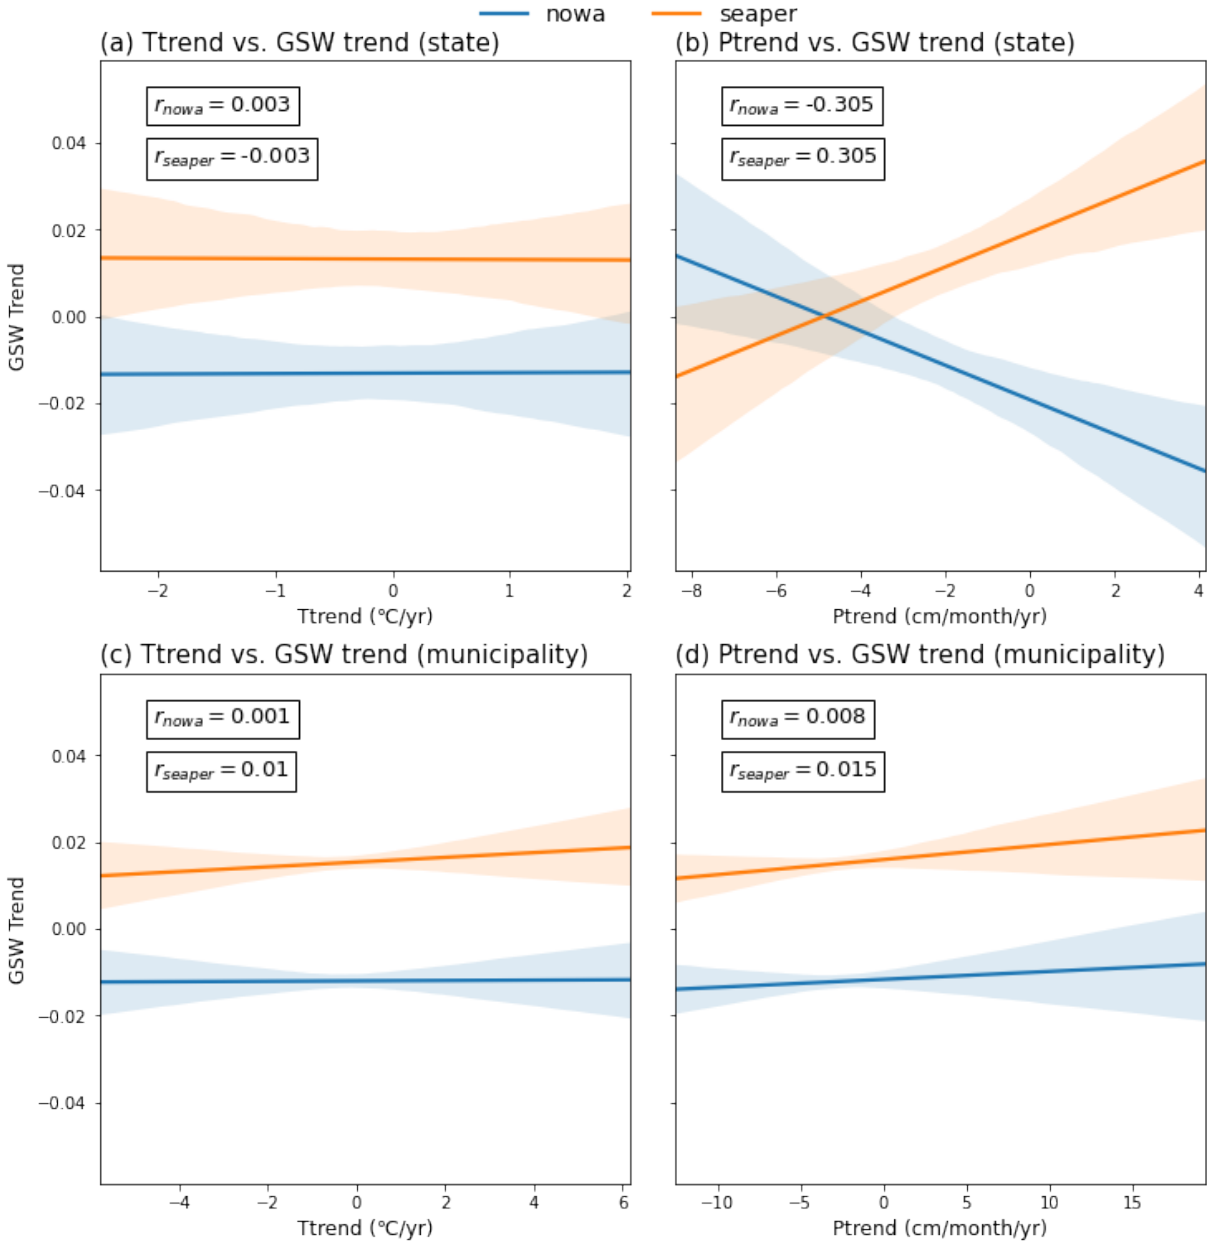 nowa seaper
(a) Ttrend vs. GSW trend (state)
(b) Ptrend vs. GSW trend (state)
r_nowa = 0.003
r_seaper = -0.003
r_nowa = -0.305
r_seaper = 0.305
0.04
0.02
0.00
−0.02
−0.04
GSW Trend
−2 −1 0 1 2
Ttrend (°C/yr)
−8 −6 −4 −2 0 2 4
Ptrend (cm/month/yr)
(c) Ttrend vs. GSW trend (municipality)
(d) Ptrend vs. GSW trend (municipality)
r_nowa = 0.001
r_seaper = 0.01
r_nowa = 0.008
r_seaper = 0.015
0.04
0.02
0.00
−0.02
−0.04
GSW Trend
−4 −2 0 2 4 6
Ttrend (°C/yr)
−10 −5 0 5 10 15
Ptrend (cm/month/yr)